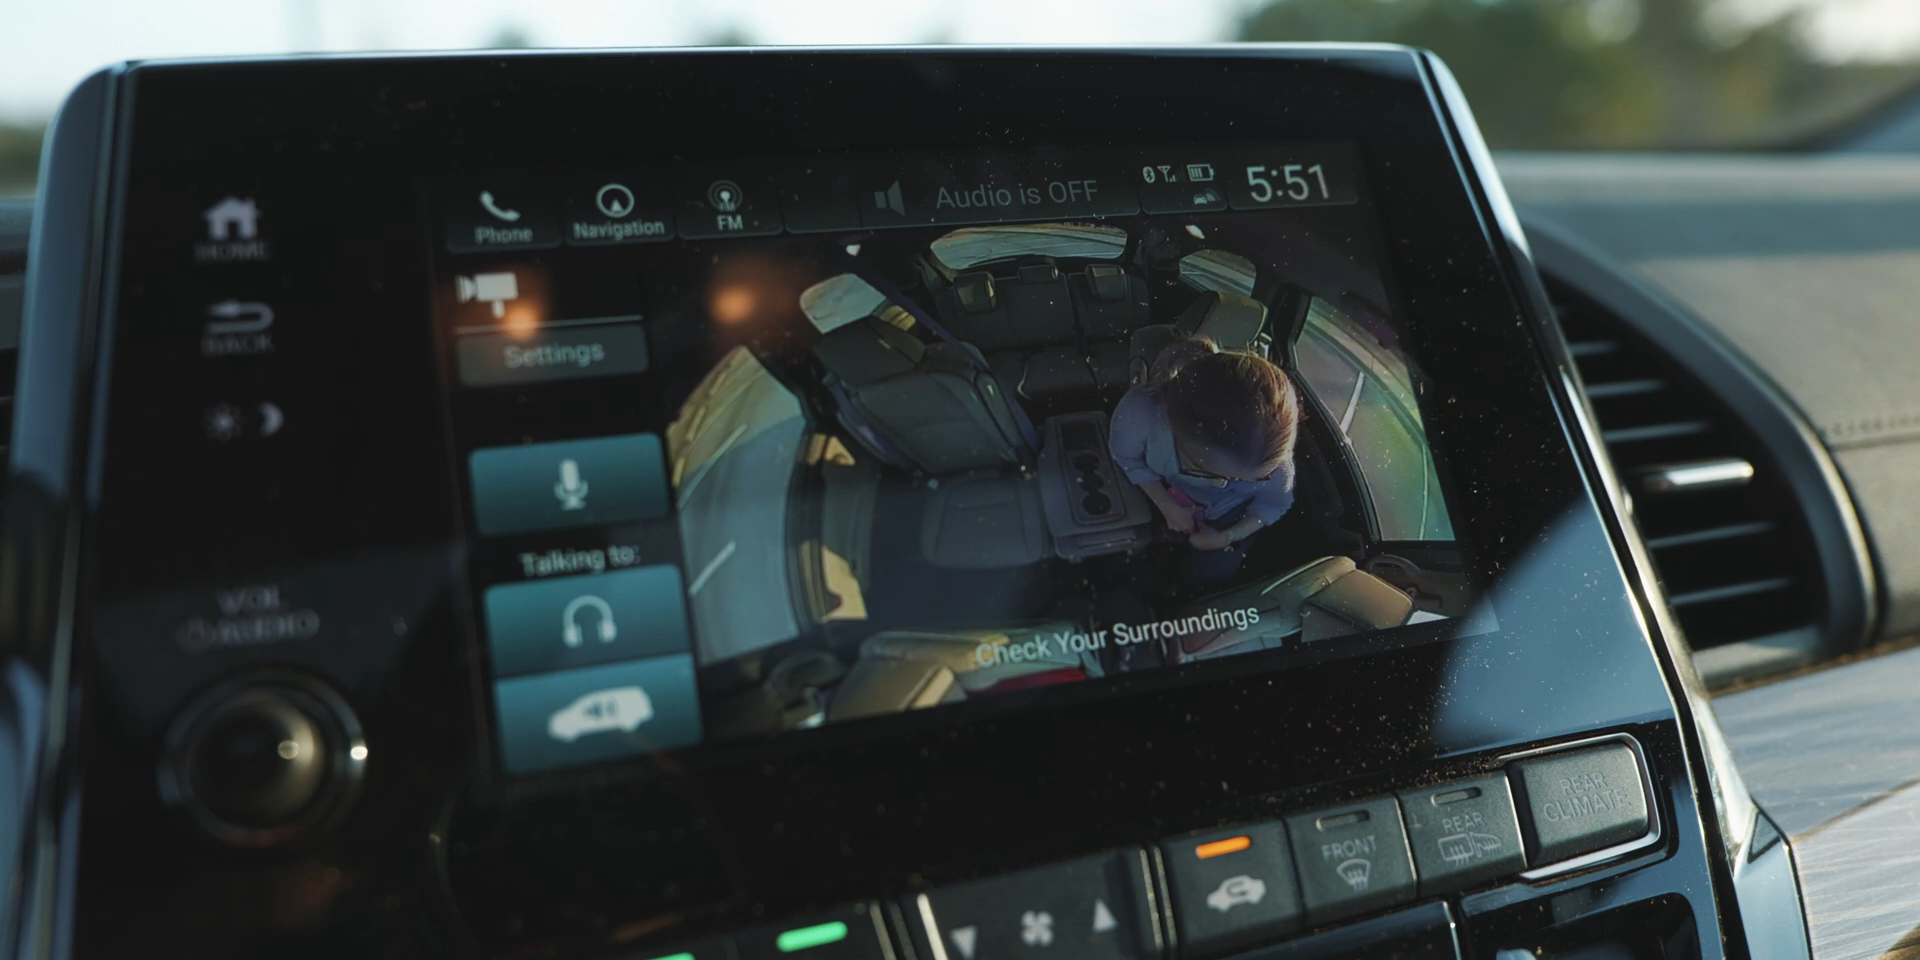 HOME
BACK
VOL
AUDIO
Phone
Navigation
FM
Audio is OFF
5:51
Settings
Talking to:
Check Your Surroundings
FRONT
REAR
REAR
CLIMATE